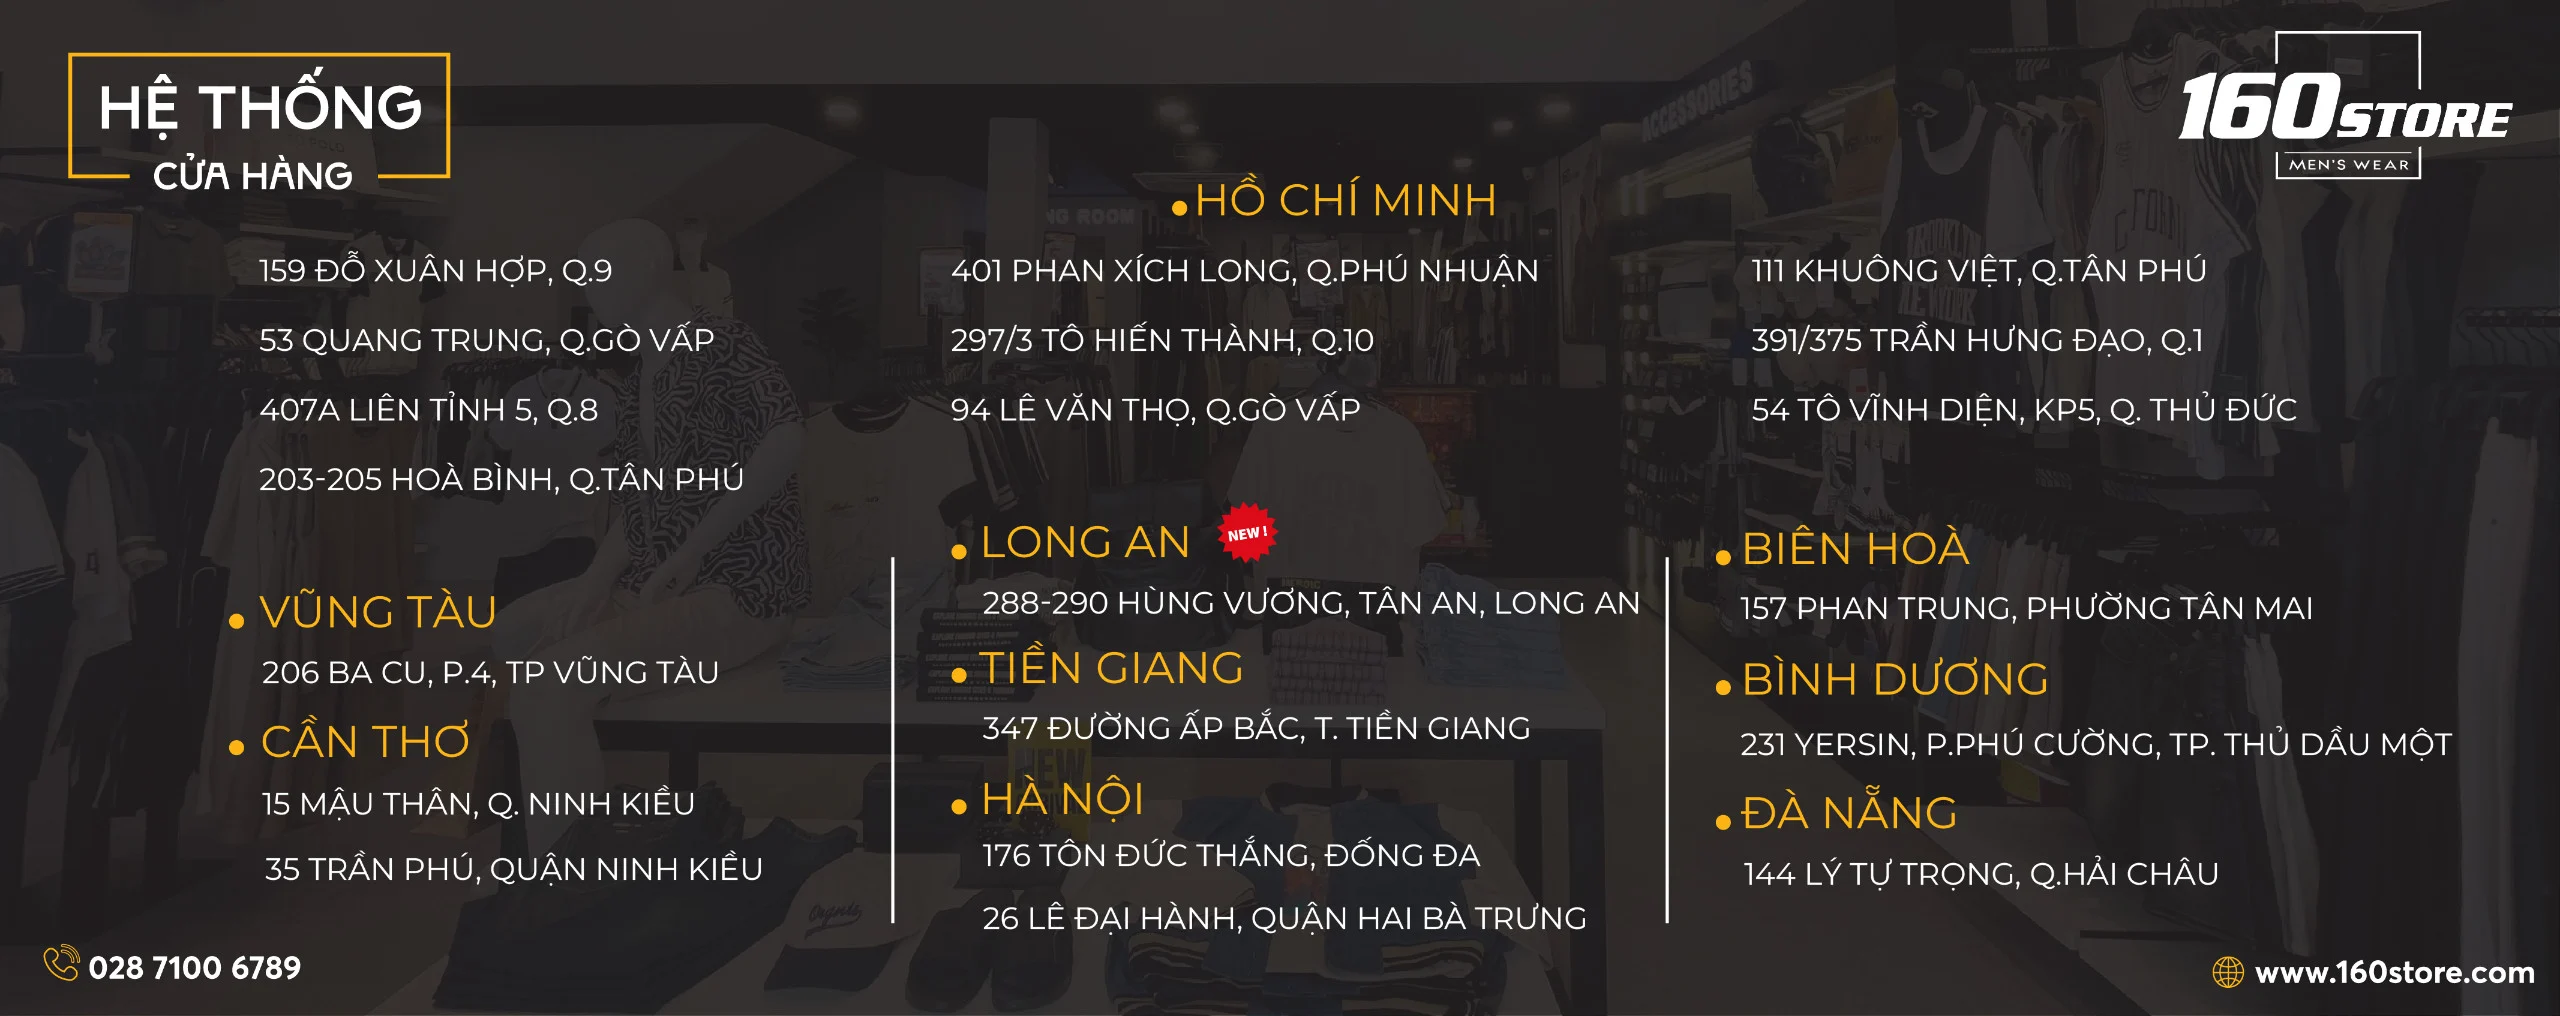 HỆ THỐNG
CỬA HÀNG
160STORE
MEN'S WEAR
ACCESSORIES
NG ROOM
HỒ CHÍ MINH
159 ĐỖ XUÂN HỢP, Q.9
53 QUANG TRUNG, Q.GÒ VẤP
407A LIÊN TỈNH 5, Q.8
203-205 HOÀ BÌNH, Q.TÂN PHÚ
401 PHAN XÍCH LONG, Q.PHÚ NHUẬN
297/3 TÔ HIẾN THÀNH, Q.10
94 LÊ VĂN THỌ, Q.GÒ VẤP
111 KHUÔNG VIỆT, Q.TÂN PHÚ
391/375 TRẦN HƯNG ĐẠO, Q.1
54 TÔ VĨNH DIỆN, KP5, Q. THỦ ĐỨC
VŨNG TÀU
206 BA CU, P.4, TP VŨNG TÀU
CẦN THƠ
15 MẬU THÂN, Q. NINH KIỀU
35 TRẦN PHÚ, QUẬN NINH KIỀU
LONG AN
NEW!
288-290 HÙNG VƯƠNG, TÂN AN, LONG AN
TIỀN GIANG
347 ĐƯỜNG ẤP BẮC, T. TIỀN GIANG
HÀ NỘI
176 TÔN ĐỨC THẮNG, ĐỐNG ĐA
26 LÊ ĐẠI HÀNH, QUẬN HAI BÀ TRƯNG
BIÊN HOÀ
157 PHAN TRUNG, PHƯỜNG TÂN MAI
BÌNH DƯƠNG
231 YERSIN, P.PHÚ CƯỜNG, TP. THỦ DẦU MỘT
ĐÀ NẴNG
144 LÝ TỰ TRỌNG, Q.HẢI CHÂU
028 7100 6789
www.160store.com